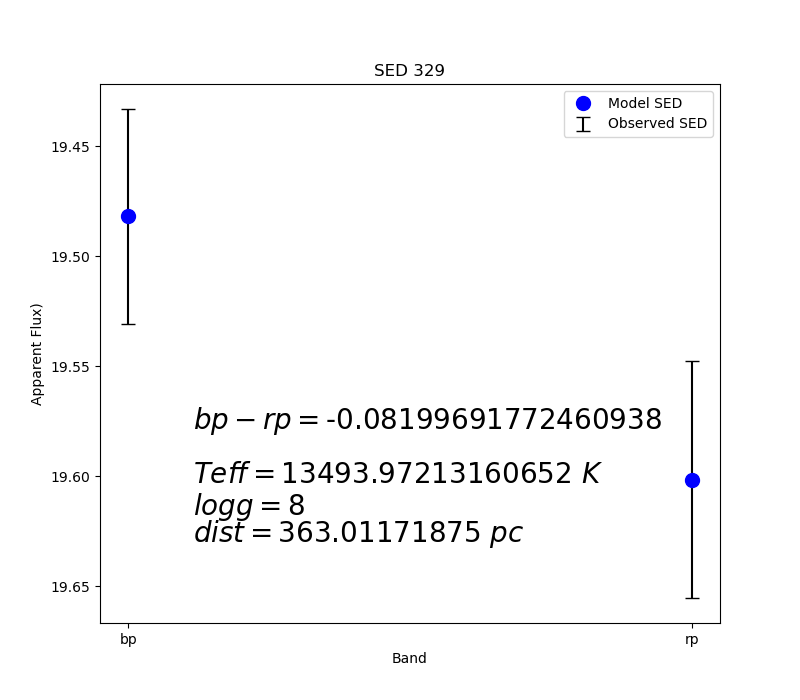 SED 329
Model SED
Observed SED
19.45
19.50
19.55
19.60
19.65
Apparent Flux)
bp − rp = -0.08199691772460938
Teff = 13493.97213160652 K
logg = 8
dist = 363.01171875 pc
bp
rp
Band